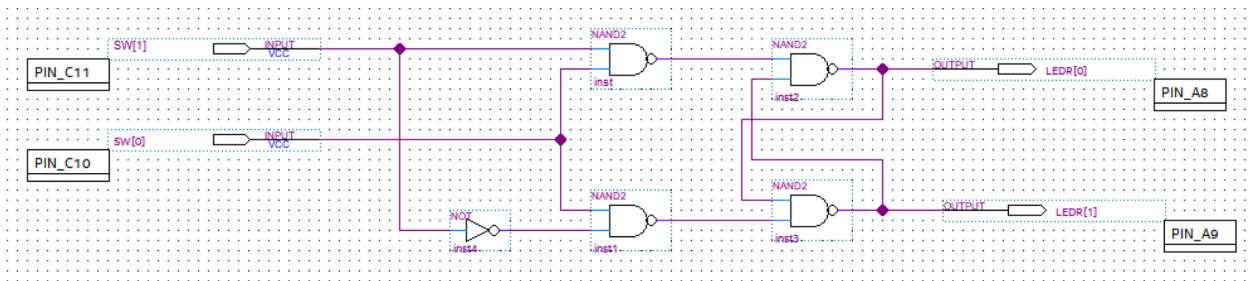 SW[1]
INPUT
VCC
PIN_C11
NAND2
inst
NAND2
inst2
OUTPUT
LEDR[0]
PIN_A8
SW[0]
INPUT
VCC
PIN_C10
NOT
inst4
NAND2
inst1
NAND2
inst3
OUTPUT
LEDR[1]
PIN_A9